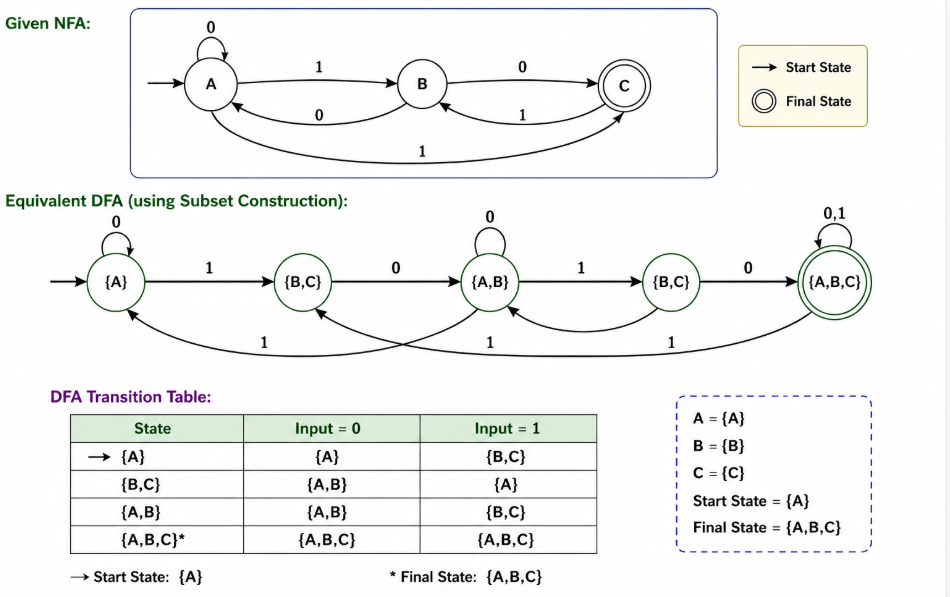 Given NFA:
0
A
1
B
0
C
0
1
1
→ Start State
Final State
Equivalent DFA (using Subset Construction):
0
0
0,1
{A}
1
{B,C}
0
{A,B}
1
{B,C}
0
{A,B,C}
1
1
1
DFA Transition Table:
State Input = 0 Input = 1
→ {A} {A} {B,C}
{B,C} {A,B} {A}
{A,B} {A,B} {B,C}
{A,B,C}* {A,B,C} {A,B,C}
→ Start State: {A} * Final State: {A,B,C}
A = {A}
B = {B}
C = {C}
Start State = {A}
Final State = {A,B,C}